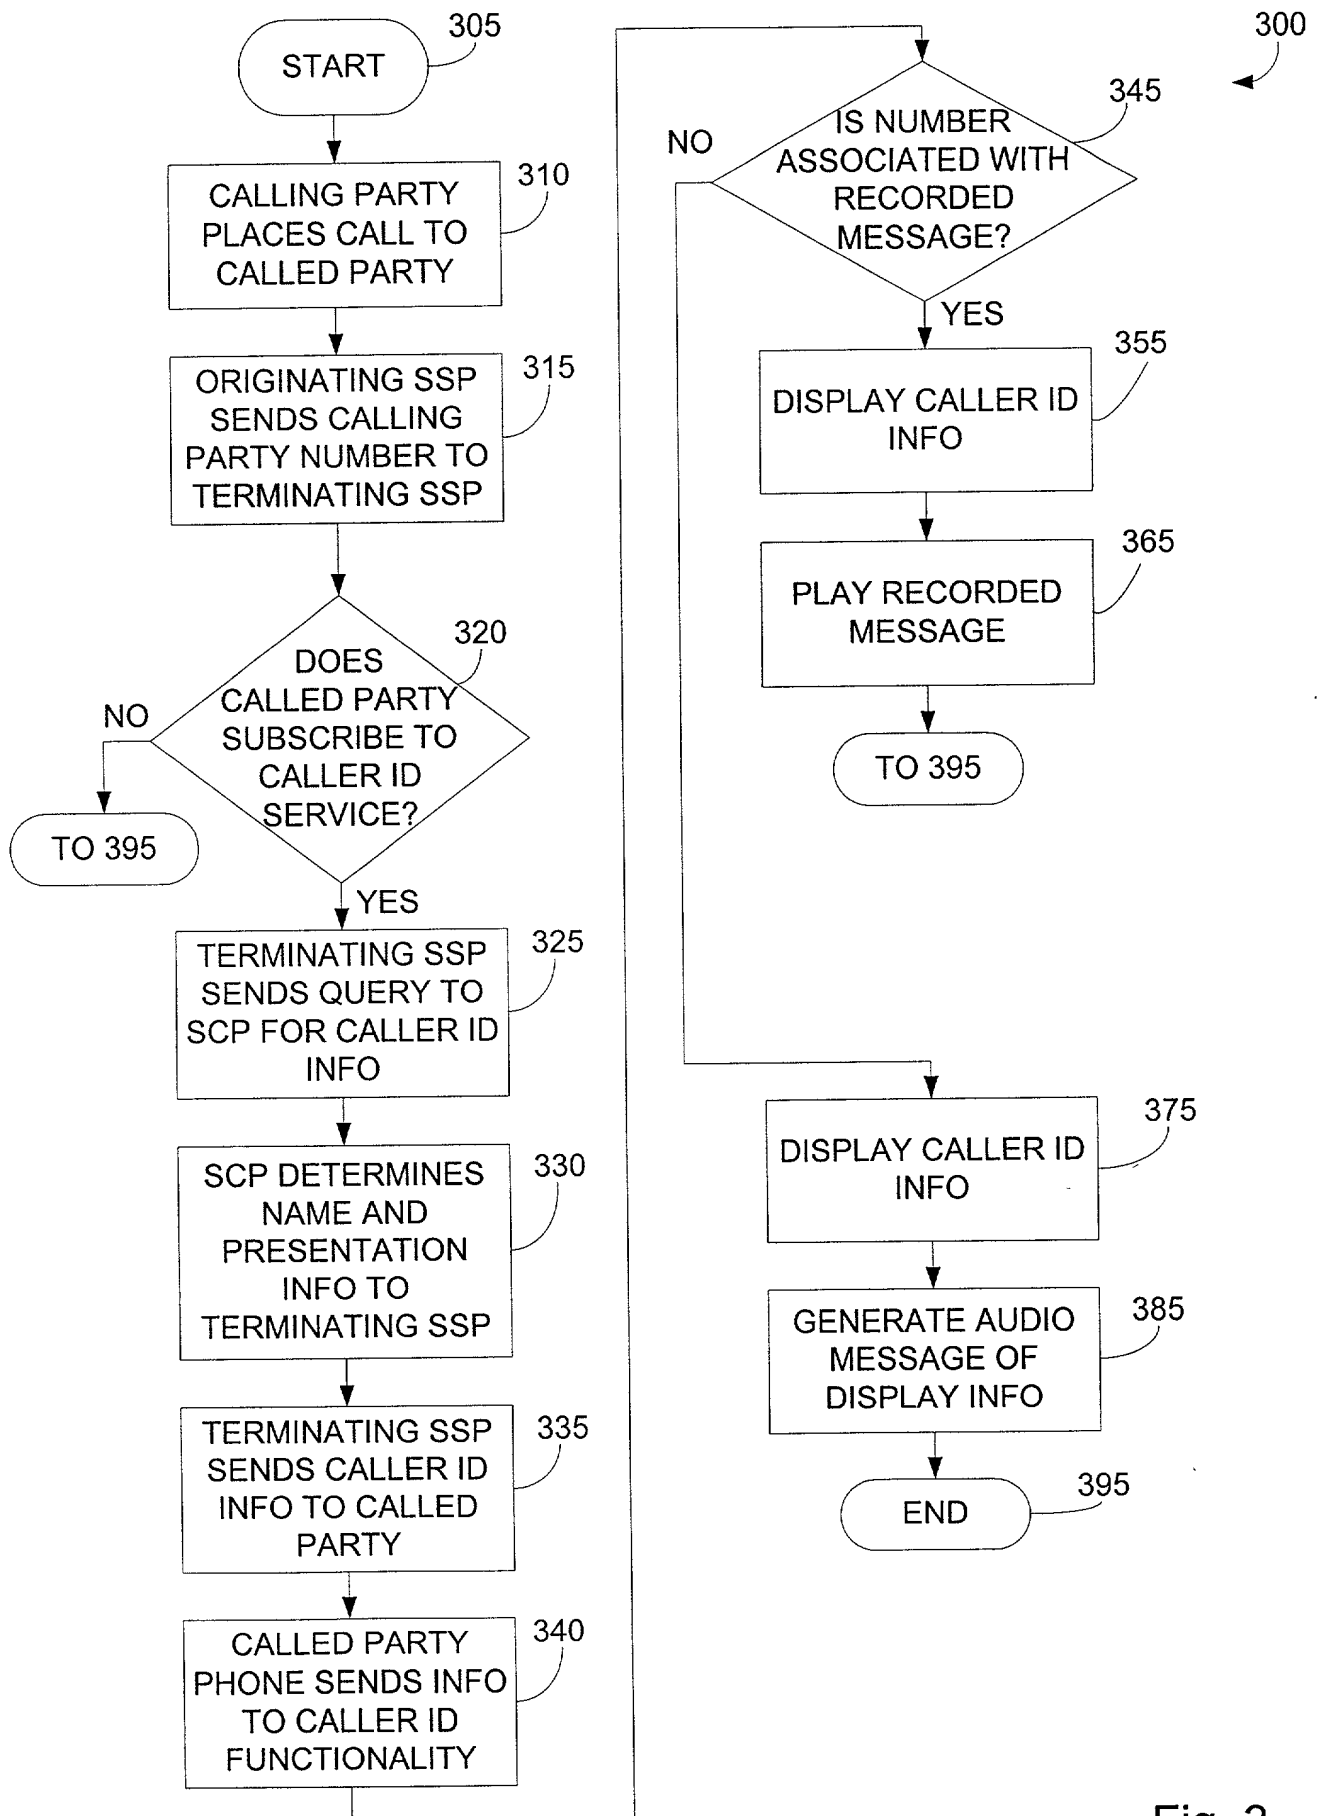 305
START
310
CALLING PARTY
PLACES CALL TO
CALLED PARTY
315
ORIGINATING SSP
SENDS CALLING
PARTY NUMBER TO
TERMINATING SSP
320
DOES
CALLED PARTY
SUBSCRIBE TO
CALLER ID
SERVICE?
NO
TO 395
YES
325
TERMINATING SSP
SENDS QUERY TO
SCP FOR CALLER ID
INFO
330
SCP DETERMINES
NAME AND
PRESENTATION
INFO TO
TERMINATING SSP
335
TERMINATING SSP
SENDS CALLER ID
INFO TO CALLED
PARTY
340
CALLED PARTY
PHONE SENDS INFO
TO CALLER ID
FUNCTIONALITY
300
345
IS NUMBER
ASSOCIATED WITH
RECORDED
MESSAGE?
NO
YES
355
DISPLAY CALLER ID
INFO
365
PLAY RECORDED
MESSAGE
TO 395
375
DISPLAY CALLER ID
INFO
385
GENERATE AUDIO
MESSAGE OF
DISPLAY INFO
395
END